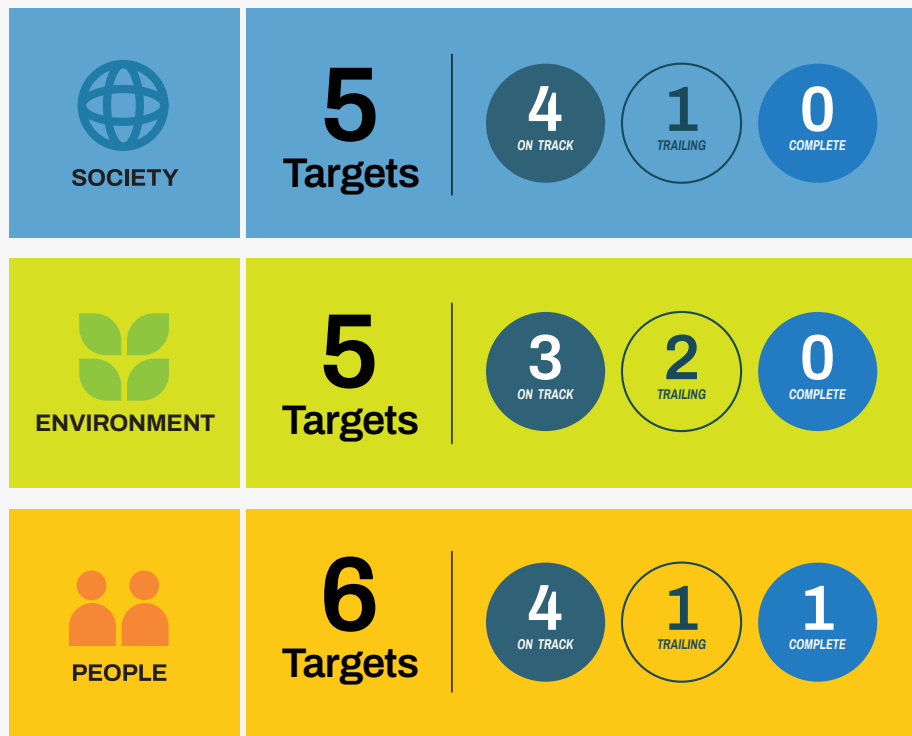 SOCIETY
5
Targets
4
ON TRACK
1
TRAILING
0
COMPLETE
ENVIRONMENT
5
Targets
3
ON TRACK
2
TRAILING
0
COMPLETE
PEOPLE
6
Targets
4
ON TRACK
1
TRAILING
1
COMPLETE